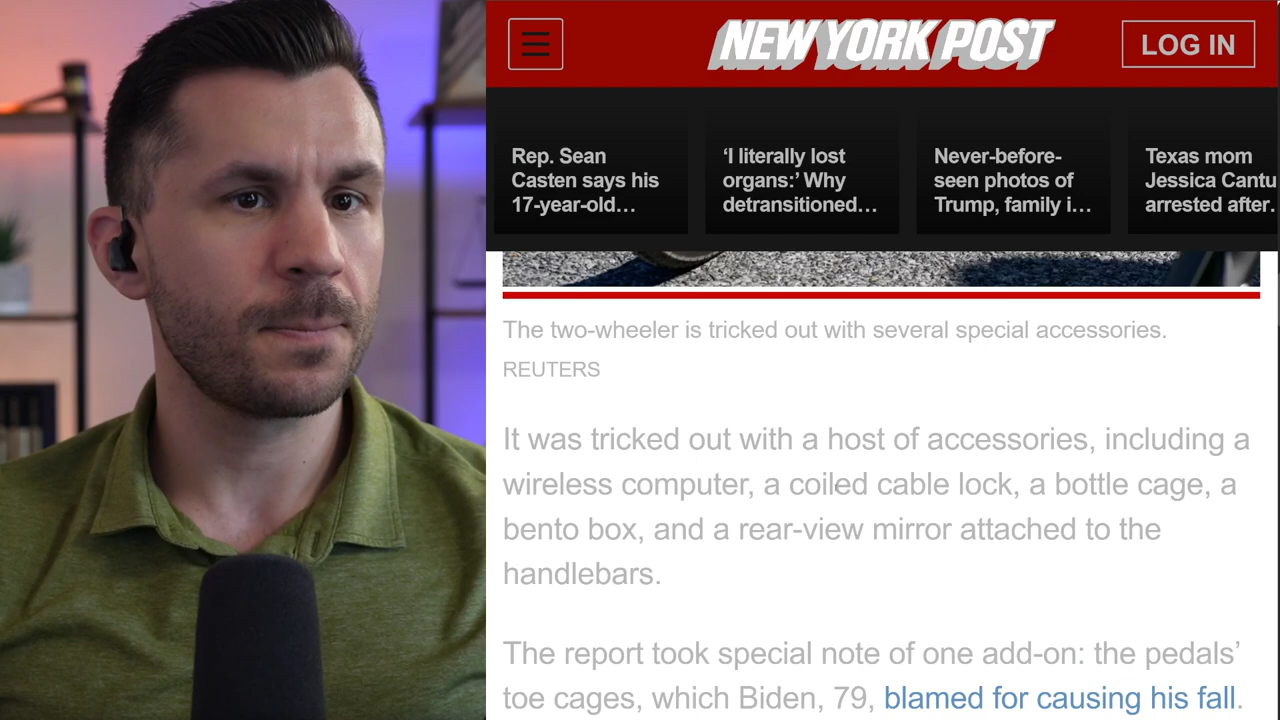 NEW YORK POST
LOG IN
Rep. Sean
Casten says his
17-year-old…
‘I literally lost
organs:’ Why
detransitioned…
Never-before-
seen photos of
Trump, family i…
Texas mom
Jessica Cantu
arrested after.
The two-wheeler is tricked out with several special accessories.
REUTERS
It was tricked out with a host of accessories, including a
wireless computer, a coiled cable lock, a bottle cage, a
bento box, and a rear-view mirror attached to the
handlebars.
The report took special note of one add-on: the pedals’
toe cages, which Biden, 79, blamed for causing his fall.